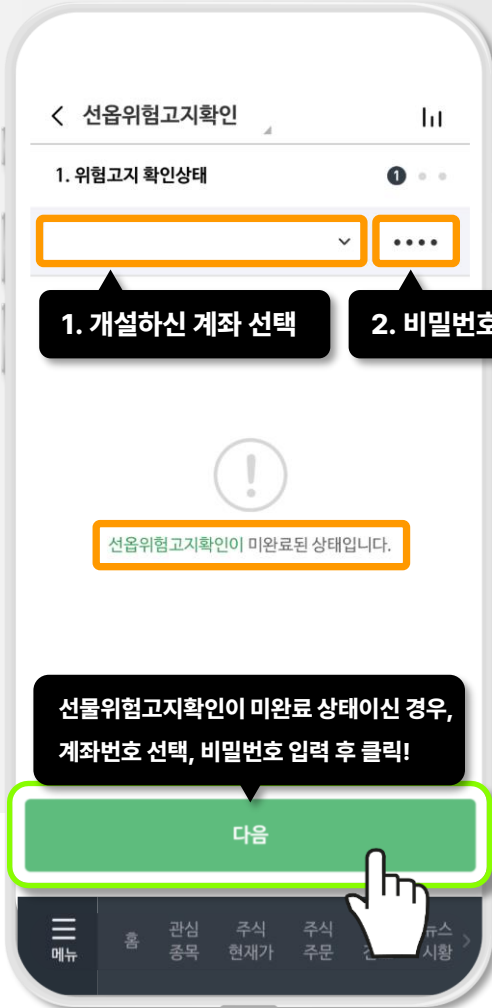 선옵위험고지확인
1. 위험고지 확인상태
1
1. 개설하신 계좌 선택
2. 비밀번호
선옵위험고지확인이 미완료된 상태입니다.
선물위험고지확인이 미완료 상태이신 경우,
계좌번호 선택, 비밀번호 입력 후 클릭!
다음
메뉴
홈
관심
종목
주식
현재가
주식
주문
뉴스
시황